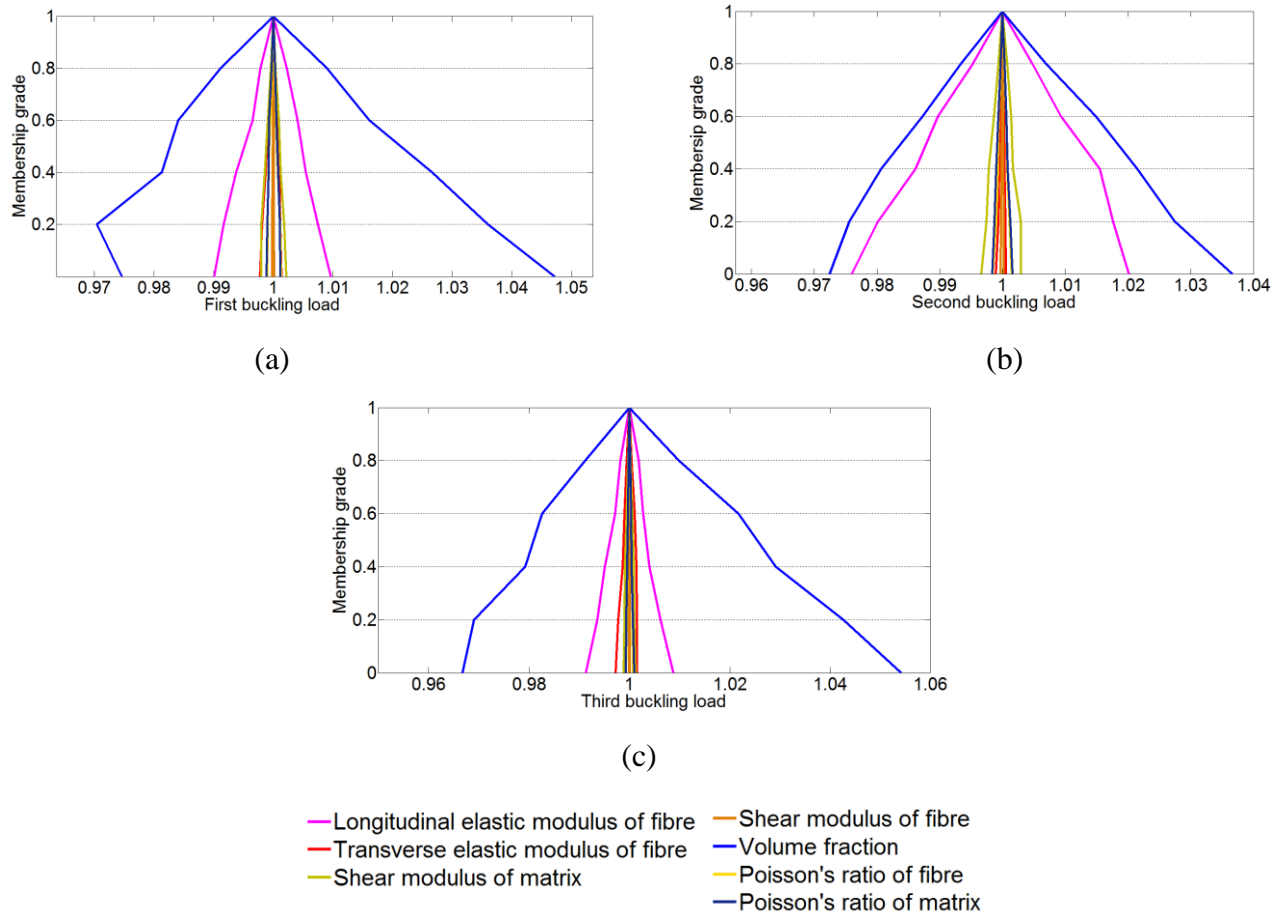 1
0.8
0.6
0.4
0.2
Membership grade
0.97 0.98 0.99 1 1.01 1.02 1.03 1.04 1.05
First buckling load
(a)
1
0.8
0.6
0.4
0.2
0
Membersip grade
0.96 0.97 0.98 0.99 1 1.01 1.02 1.03 1.04
Second buckling load
(b)
1
0.8
0.6
0.4
0.2
0
Membership grade
0.96 0.98 1 1.02 1.04 1.06
Third buckling load
(c)
Longitudinal elastic modulus of fibre
Transverse elastic modulus of fibre
Shear modulus of matrix
Shear modulus of fibre
Volume fraction
Poisson's ratio of fibre
Poisson's ratio of matrix